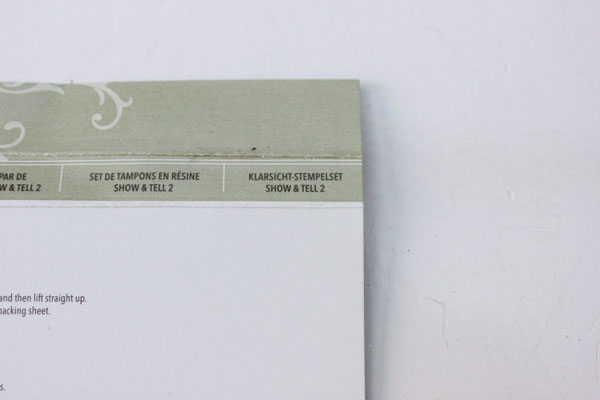 PAR DE
W & TELL 2
SET DE TAMPONS EN RÉSINE
SHOW & TELL 2
KLARSICHT-STEMPELSET
SHOW & TELL 2
and then lift straight up.
backing sheet.
s.